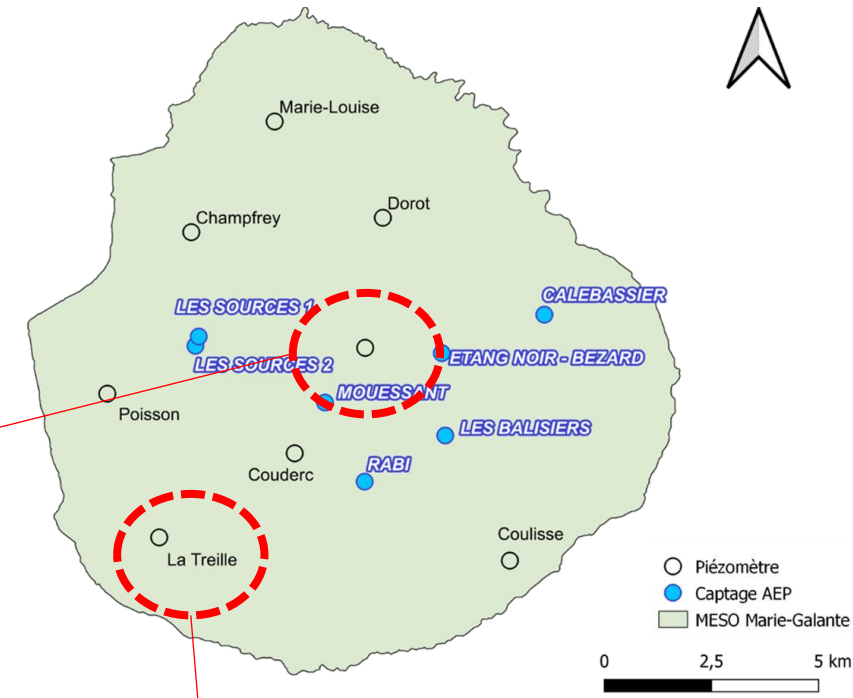 Marie-Louise
Dorot
Champfrey
CALEBASSIER
LES SOURCES 1
ETANG NOIR - BEZARD
LES SOURCES 2
MOUESSANT
Poisson
LES BALISIERS
RABI
Couderc
Coulisse
La Treille
Piézomètre
Captage AEP
MESO Marie-Galante
0 2,5 5 km